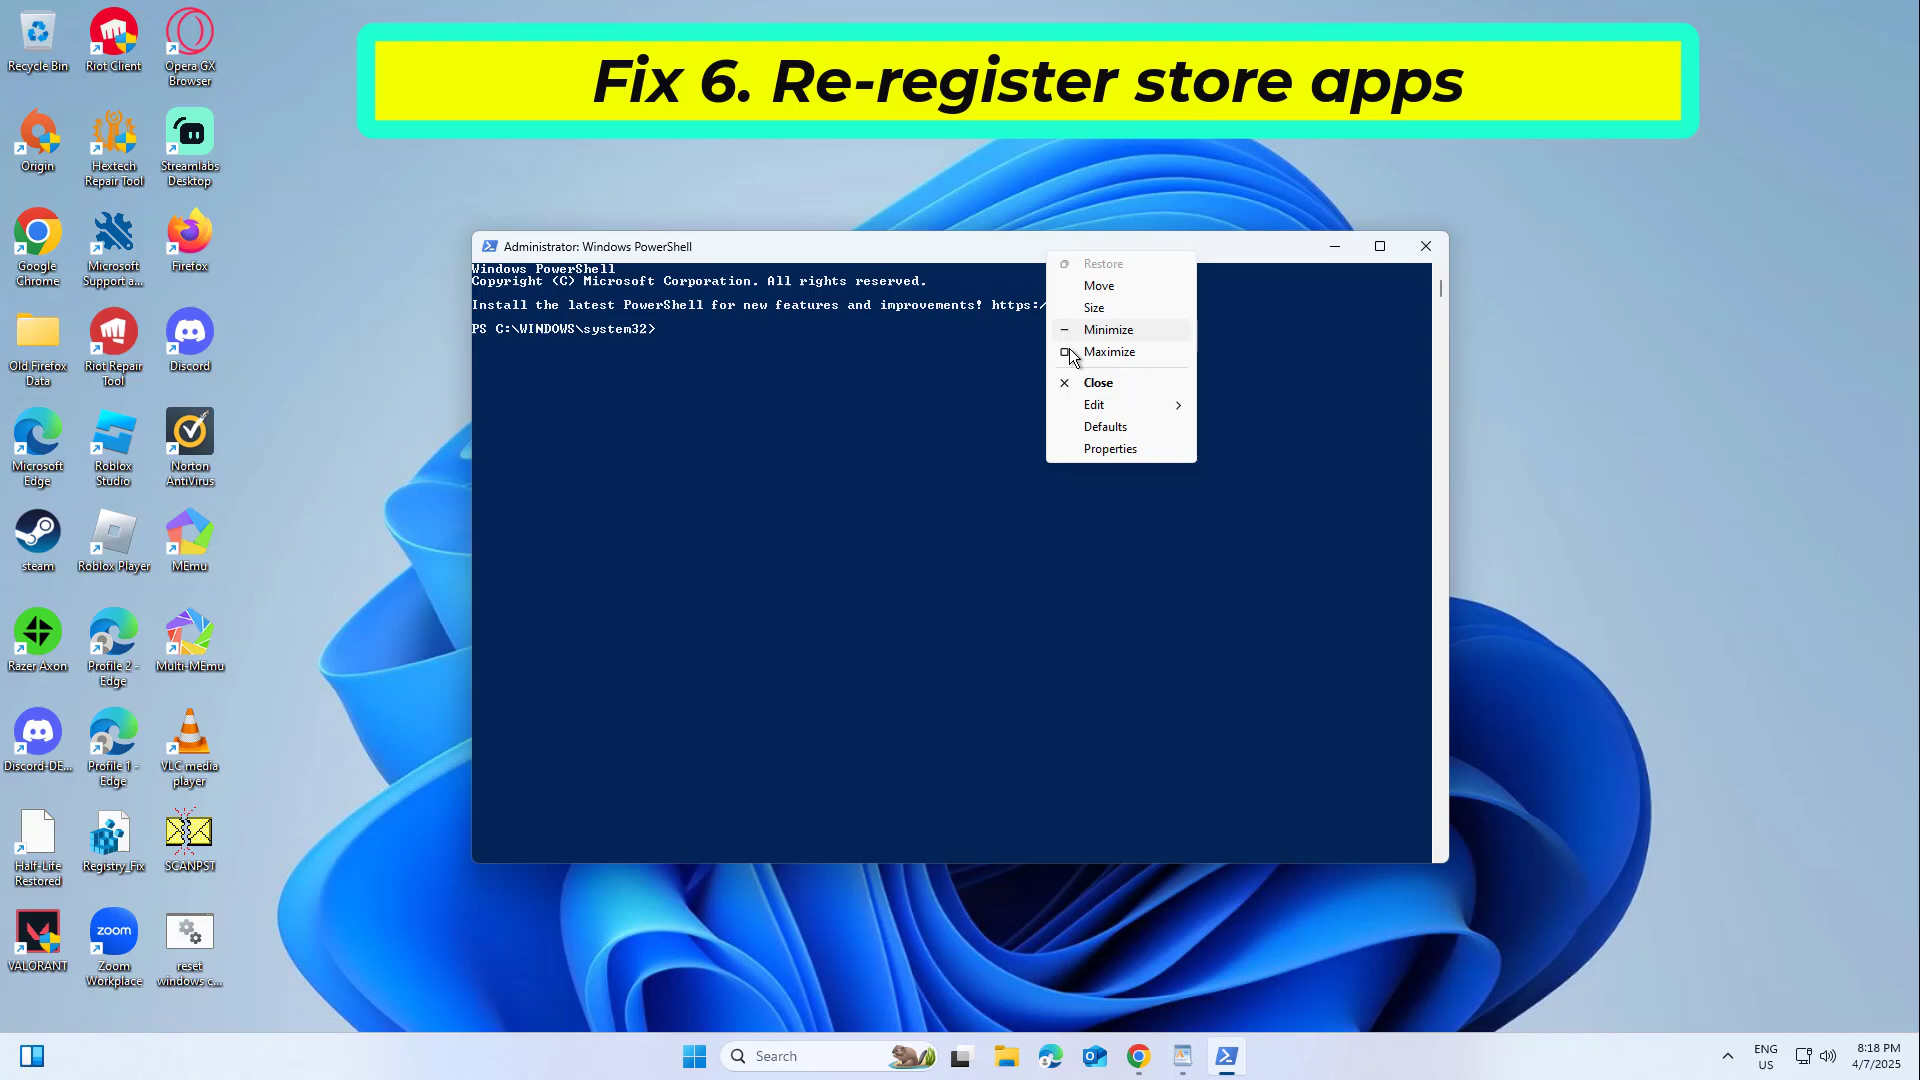 Fix 6. Re-register store apps
Recycle Bin
Riot Client
Opera GX
Browser
Origin
Hextech
Repair Tool
Streamlabs
Desktop
Google
Chrome
Microsoft
Support a...
Firefox
Old Firefox
Data
Riot Repair
Tool
Discord
Microsoft
Edge
Roblox
Studio
Norton
AntiVirus
steam
Roblox Player
MEmu
Razer Axon
Profile 2 -
Edge
Multi-MEmu
Discord-DE...
Profile 1 -
Edge
VLC media
player
Half-Life
Restored
Registry_Fix
SCANPST
VALORANT
zoom
Zoom
Workplace
reset
windows c...
Administrator: Windows PowerShell
Windows PowerShell
Copyright (C) Microsoft Corporation. All rights reserved.
Install the latest PowerShell for new features and improvements! https:/
PS C:\WINDOWS\system32>
Restore
Move
Size
Minimize
Maximize
Close
Edit
Defaults
Properties
Search
ENG
US
8:18 PM
4/7/2025